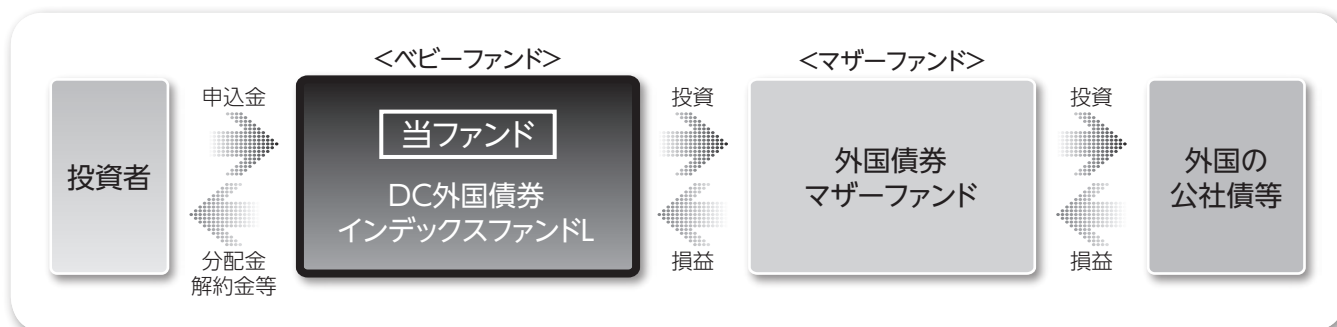 <ベビーファンド>
<マザーファンド>
投資者
申込金
分配金
解約金等
当ファンド
DC外国債券
インデックスファンドL
投資
損益
外国債券
マザーファンド
投資
損益
外国の
公社債等